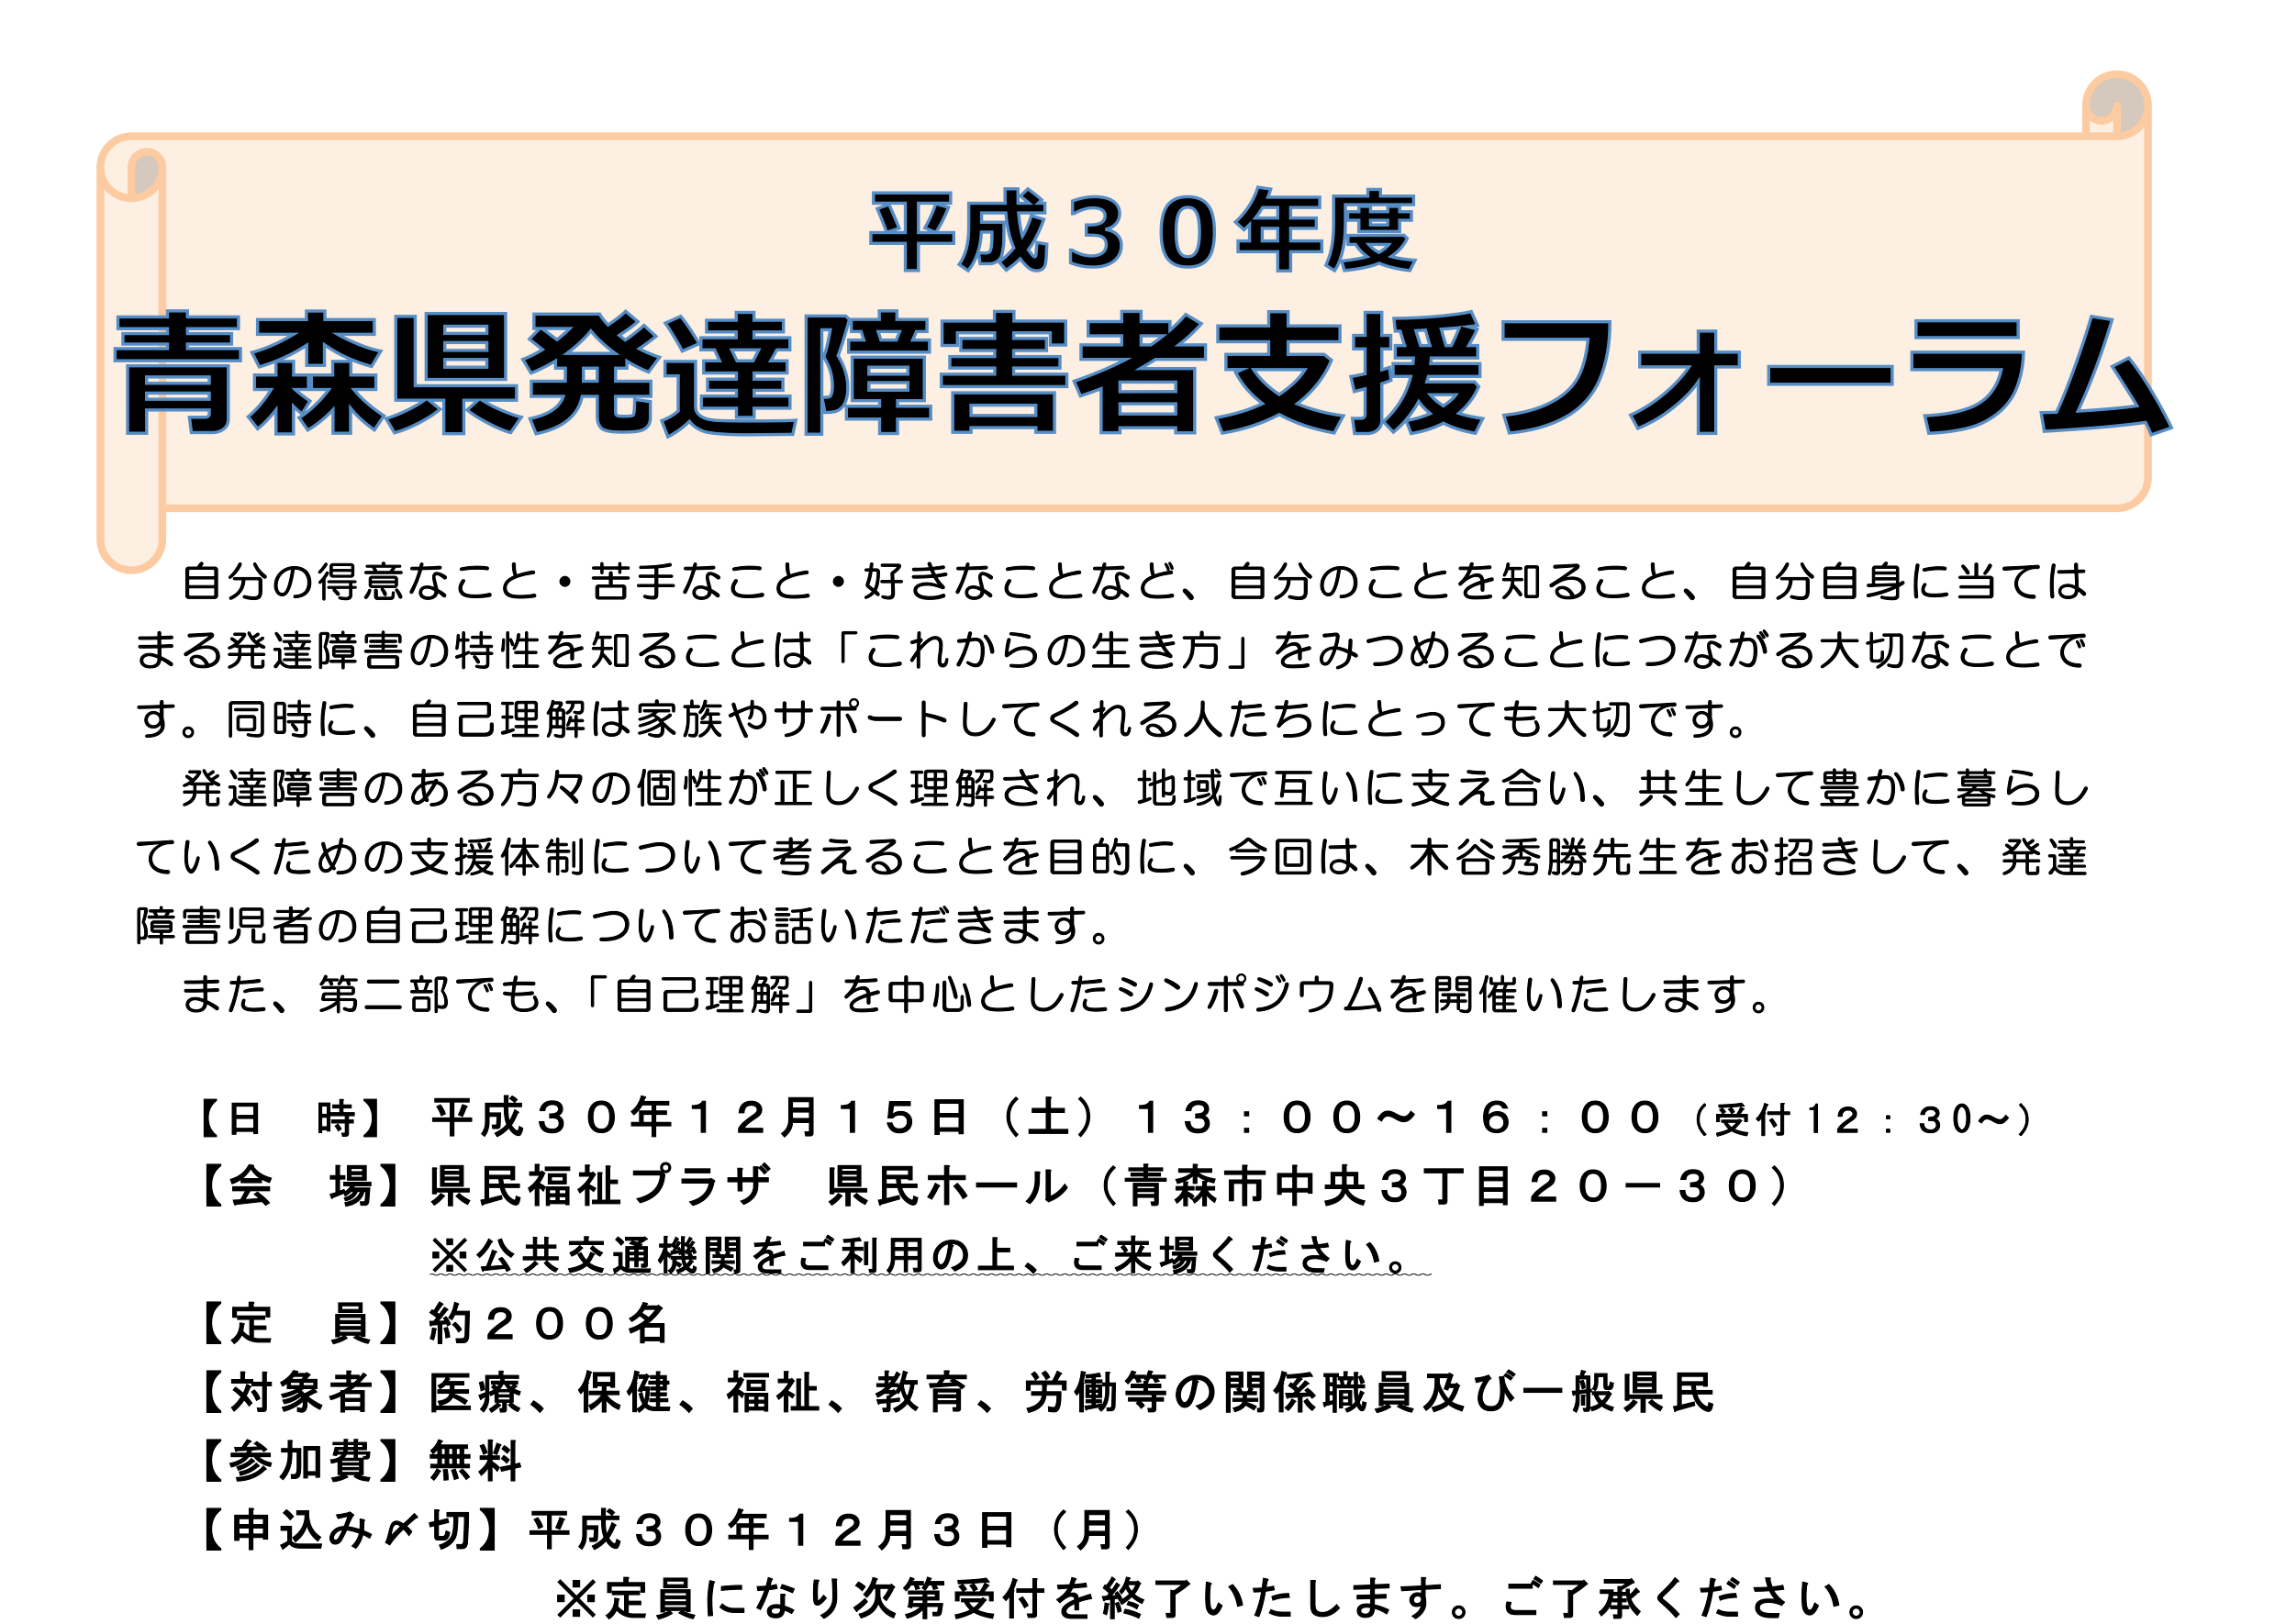 平成３０年度
青森県発達障害者支援フォーラム
　自分の得意なこと・苦手なこと・好きなことなど、自分のことを知ること、自分自身に当ては
まる発達障害の特性を知ることは「これからの生き方」をみつめることにつながる大切なことで
す。同時に、自己理解は家族やサポートしてくれる人たちにとっても大切です。
　発達障害のある方々の個性が正しく理解され、地域で互いに支え合い、共生して豊かに暮らし
ていくための支援体制について考えることを目的に、今回は、木谷秀勝先生をお招きして、発達
障害児者の自己理解についてお話いただきます。
　また、第二部でも、「自己理解」を中心としたシンポジウムを開催いたします。
【日　時】 平成３０年１２月１５日（土）１３：００～１６：００（受付１２：３０～）
【会　場】県民福祉プラザ　県民ホール（青森市中央３丁目２０－３０）
※公共交通機関をご利用の上、ご来場ください。
【定　員】約２００名
【対象者】医療、保健、福祉、教育、労働等の関係職員及び一般県民
【参加費】無料
【申込み〆切】平成３０年１２月３日（月）
※定員になり次第受付を終了いたします。ご了承ください。